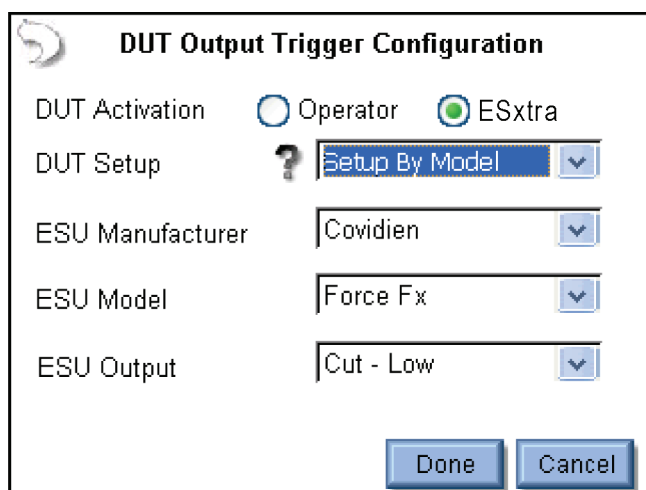 DUT Output Trigger Configuration
DUT Activation Operator ESxtra
DUT Setup ? Setup By Model
ESU Manufacturer Covidien
ESU Model Force Fx
ESU Output Cut - Low
Done Cancel